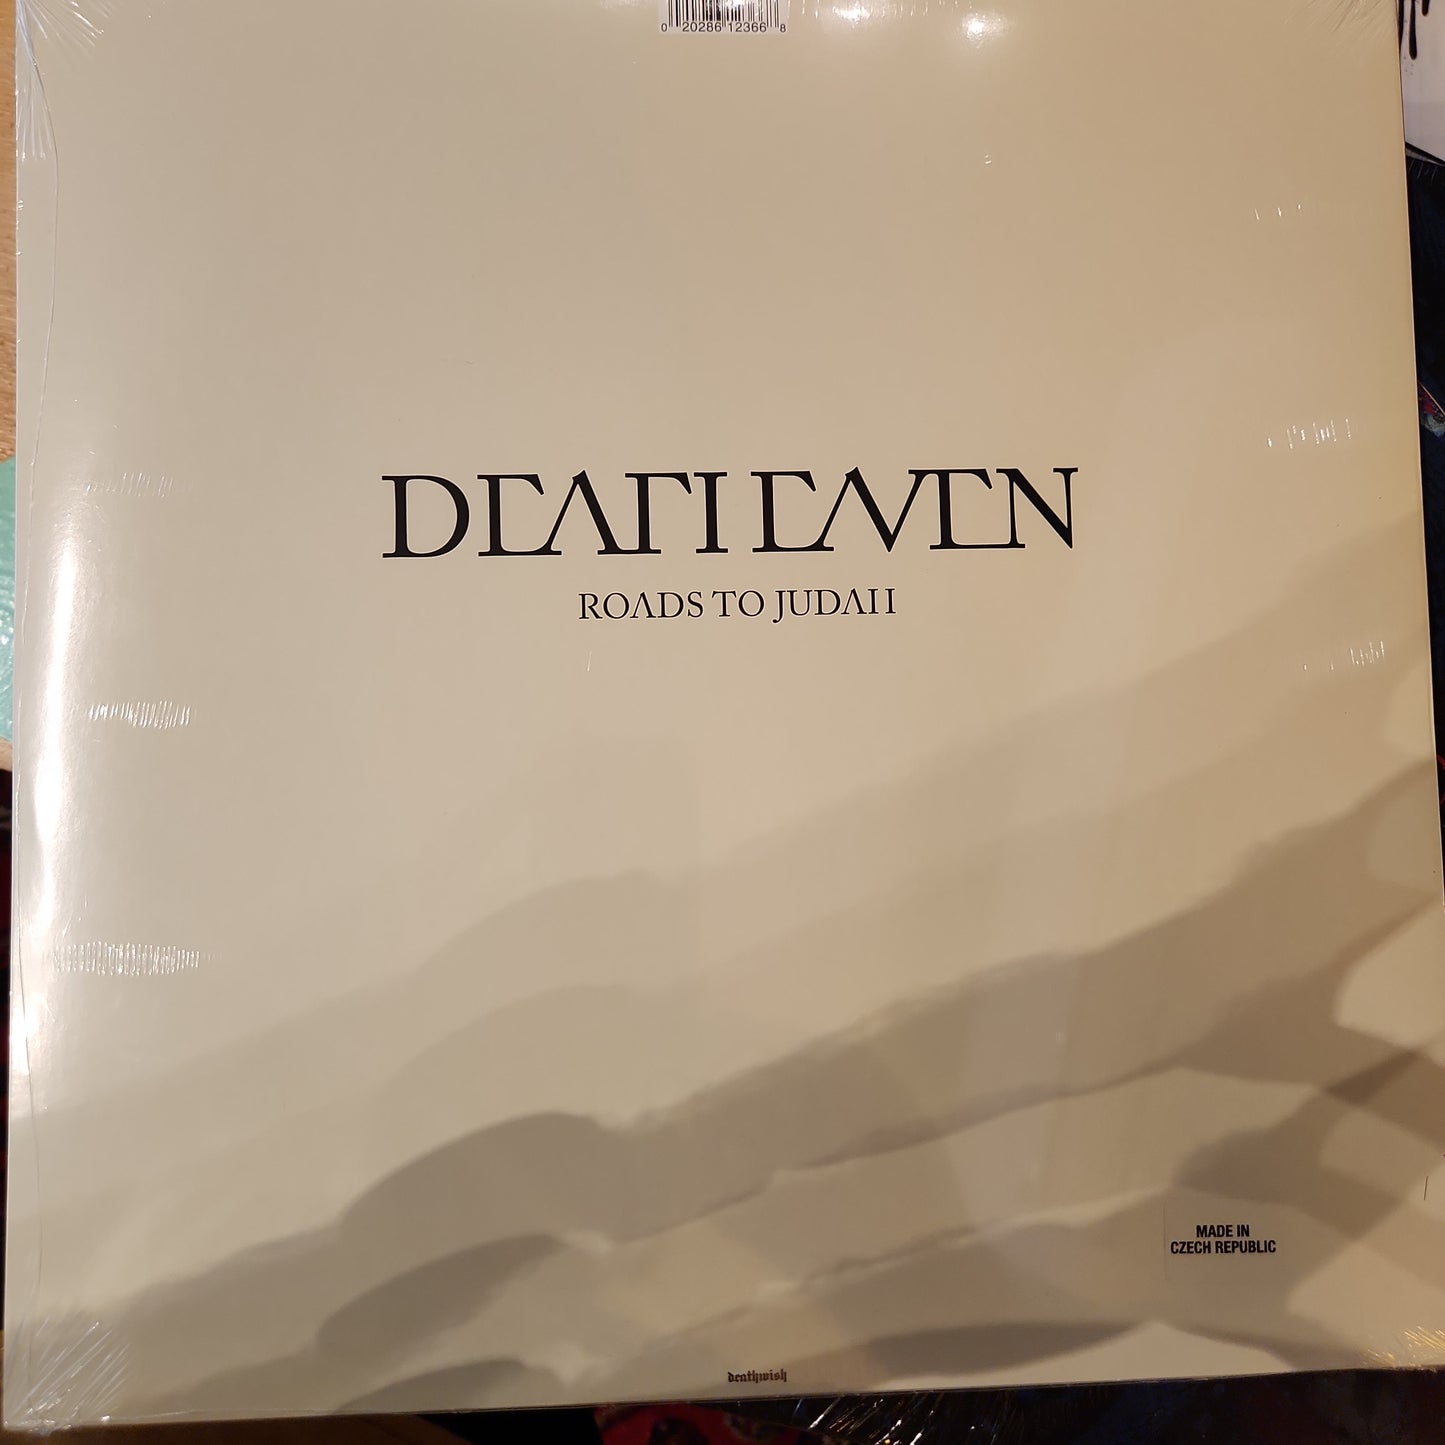 0 20286 12366 8
DEAFHEAVEN
ROADS TO JUDAH
MADE IN
CZECH REPUBLIC
deathwish